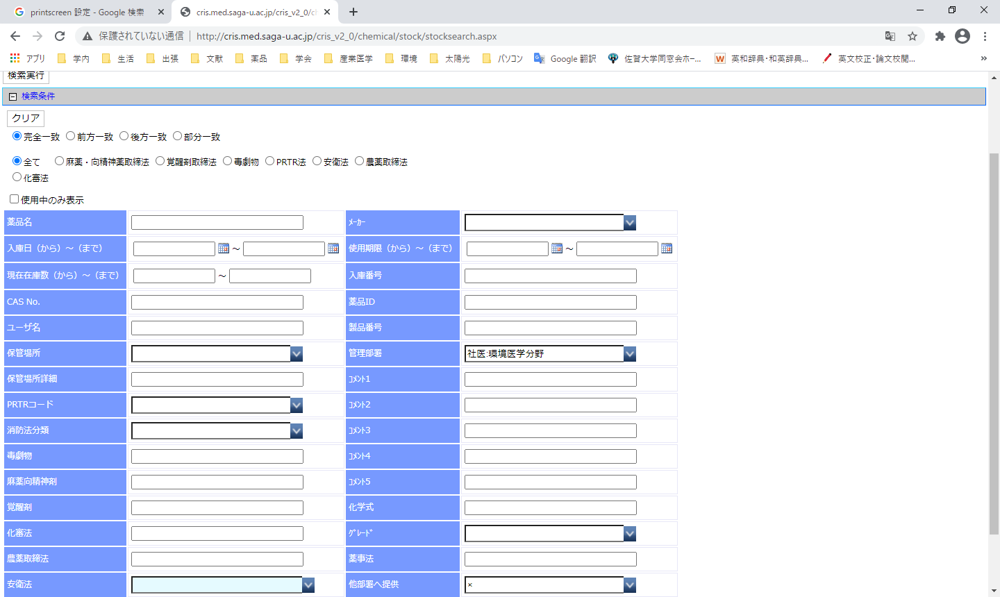 printscreen 設定 - Google 検索
cris.med.saga-u.ac.jp/cris_v2_0/ch
保護されていない通信 | http://cris.med.saga-u.ac.jp/cris_v2_0/chemical/stock/stocksearch.aspx
アプリ 学内 生活 出張 文献 薬品 学会 産業医学 環境 太陽光 パソコン Google 翻訳 佐賀大学同窓会ホー... 英和辞典・和英辞典... 英文校正・論文校閲... »
検索実行
検索条件
クリア
完全一致 前方一致 後方一致 部分一致
全て 麻薬・向精神薬取締法 覚醒剤取締法 毒劇物 PRTR法 安衛法 農薬取締法
化審法
使用中のみ表示
薬品名 ﾒｰｶｰ
入庫日（から）～（まで） ～ 使用期限（から）～（まで） ～
現在在庫数（から）～（まで） ～ 入庫番号
CAS No. 薬品ID
ユーザ名 製品番号
保管場所 管理部署 社医:環境医学分野
保管場所詳細 ｺﾒﾝﾄ1
PRTRコード ｺﾒﾝﾄ2
消防法分類 ｺﾒﾝﾄ3
毒劇物 ｺﾒﾝﾄ4
麻薬向精神剤 ｺﾒﾝﾄ5
覚醒剤 化学式
化審法 ｸﾞﾚｰﾄﾞ
農薬取締法 薬事法
安衛法 他部署へ提供 ×